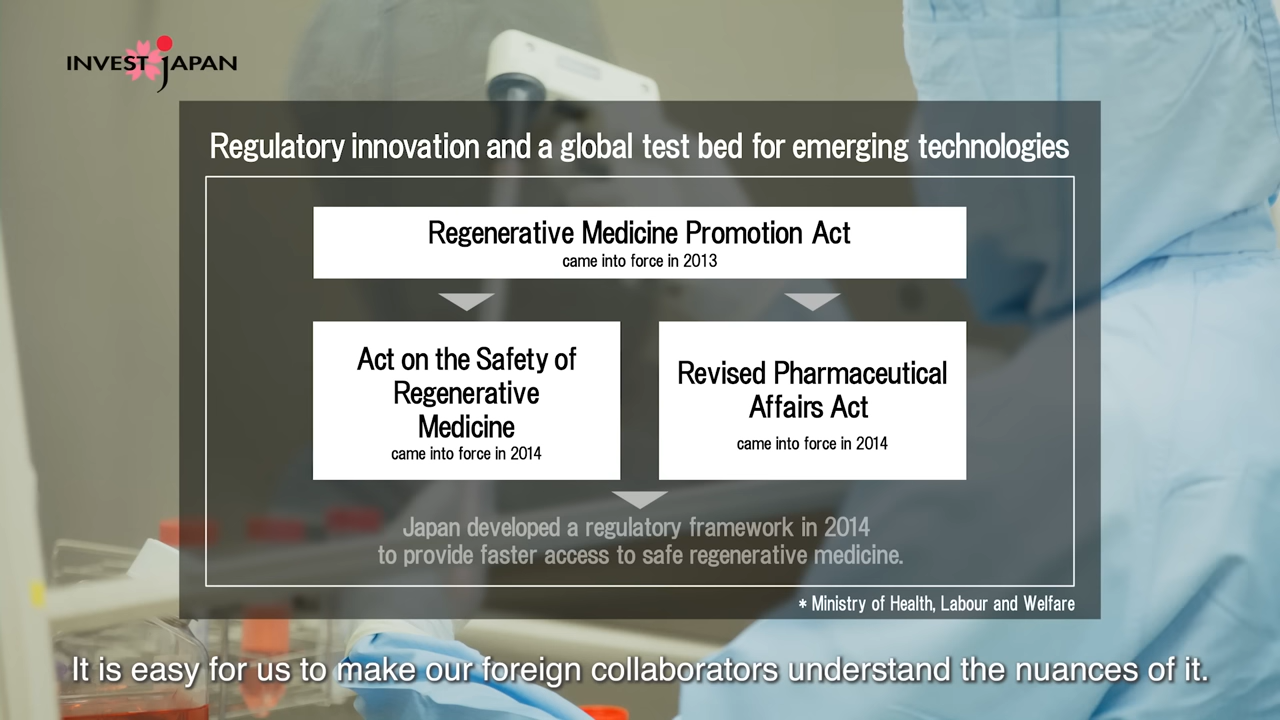 INVEST JAPAN
Regulatory innovation and a global test bed for emerging technologies
Regenerative Medicine Promotion Act
came into force in 2013
Act on the Safety of
Regenerative
Medicine
came into force in 2014
Revised Pharmaceutical
Affairs Act
came into force in 2014
Japan developed a regulatory framework in 2014
to provide faster access to safe regenerative medicine.
* Ministry of Health, Labour and Welfare
It is easy for us to make our foreign collaborators understand the nuances of it.